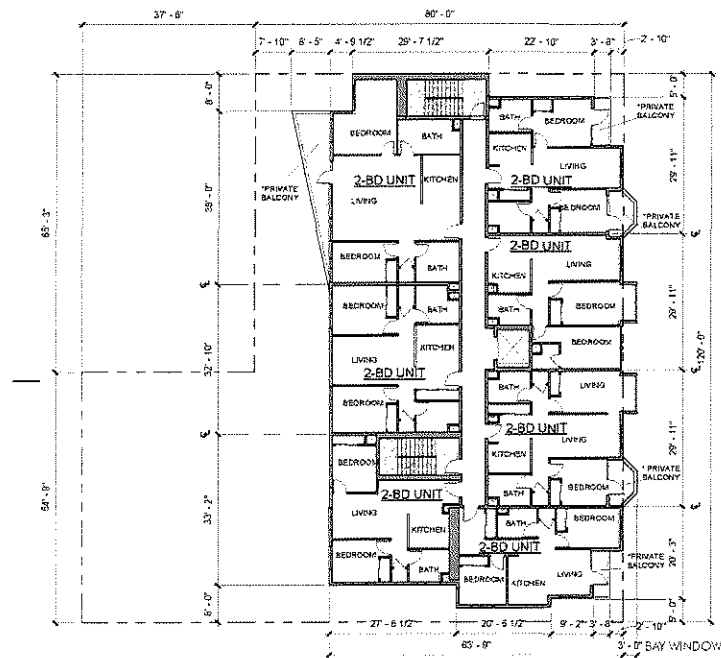 37' - 6"
80' - 0"
7' - 10"
8' - 5"
4' - 9 1/2"
29' - 7 1/2"
22' - 10"
3' - 8"
2' - 10"
8' - 0"
5' - 0"
BATH
BEDROOM
*PRIVATE
BALCONY
BEDROOM
BATH
KITCHEN
LIVING
2-BD UNIT
KITCHEN
2-BD UNIT
29' - 11"
*PRIVATE
BALCONY
LIVING
38' - 0"
BEDROOM
*PRIVATE
BALCONY
65' - 3"
2-BD UNIT
BEDROOM
BATH
LIVING
KITCHEN
BEDROOM
BATH
BATH
BEDROOM
29' - 11"
120' - 0"
LIVING
KITCHEN
BEDROOM
32' - 10"
2-BD UNIT
BATH
LIVING
BEDROOM
2-BD UNIT
LIVING
29' - 11"
BEDROOM
KITCHEN
2-BD UNIT
BATH
BEDROOM
*PRIVATE
BALCONY
54' - 9"
33' - 2"
LIVING
KITCHEN
BATH
BEDROOM
2-BD UNIT
20' - 3"
BEDROOM
BATH
BEDROOM
KITCHEN
LIVING
*PRIVATE
BALCONY
8' - 0"
5' - 0"
27' - 6 1/2"
20' - 6 1/2"
9' - 2"
3' - 8"
2' - 10"
63' - 9"
3' - 0" BAY WINDOW